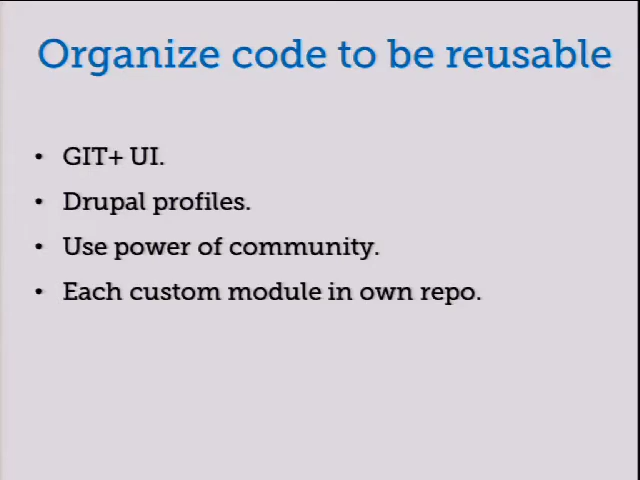 Organize code to be reusable
• GIT+ UI.
• Drupal profiles.
• Use power of community.
• Each custom module in own repo.